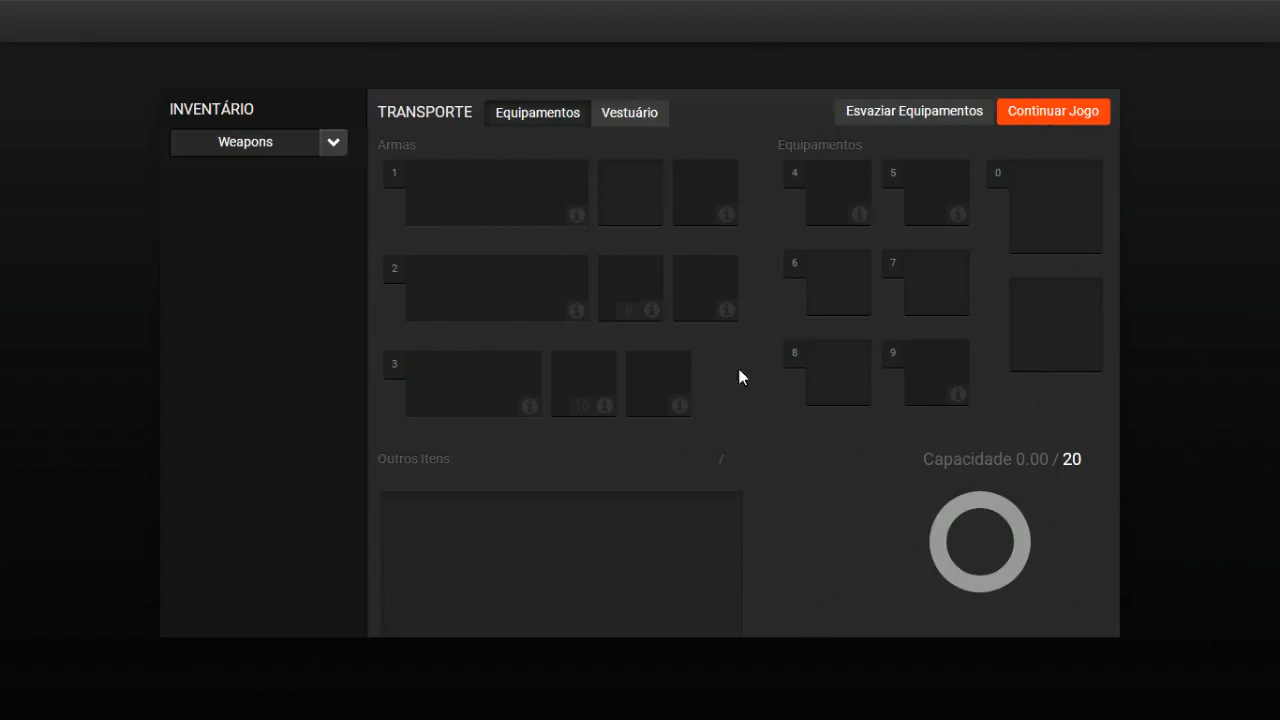 INVENTÁRIO
Weapons
TRANSPORTE Equipamentos Vestuário Esvaziar Equipamentos Continuar Jogo
Armas Equipamentos
1 4 5 0
2 6 7
8
3 8 9
10
Outros Itens: / Capacidade 0.00 / 20